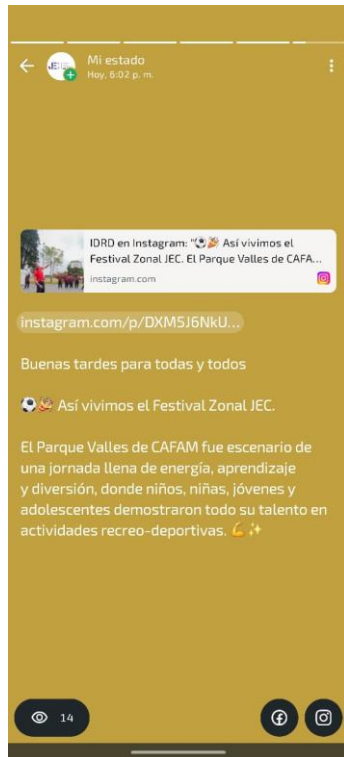 Mi estado
Hoy, 6:02 p. m.
IDRD en Instagram: "⚽🎉 Así vivimos el
Festival Zonal JEC. El Parque Valles de CAFA...
instagram.com
instagram.com/p/DXM5J6NkU...
Buenas tardes para todas y todos
⚽🎉 Así vivimos el Festival Zonal JEC.
El Parque Valles de CAFAM fue escenario de
una jornada llena de energía, aprendizaje
y diversión, donde niños, niñas, jóvenes y
adolescentes demostraron todo su talento en
actividades recreo-deportivas. 💪✨
14